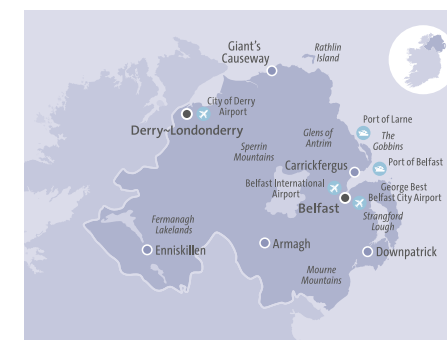 Giant's
Causeway
Rathlin
Island
City of Derry
Airport
Derry~Londonderry
Port of Larne
Glens of
Antrim
The
Gobbins
Sperrin
Mountains
Carrickfergus
Port of Belfast
Belfast International
Airport
George Best
Belfast City Airport
Belfast
Strangford
Lough
Fermanagh
Lakelands
Enniskillen
Armagh
Downpatrick
Mourne
Mountains